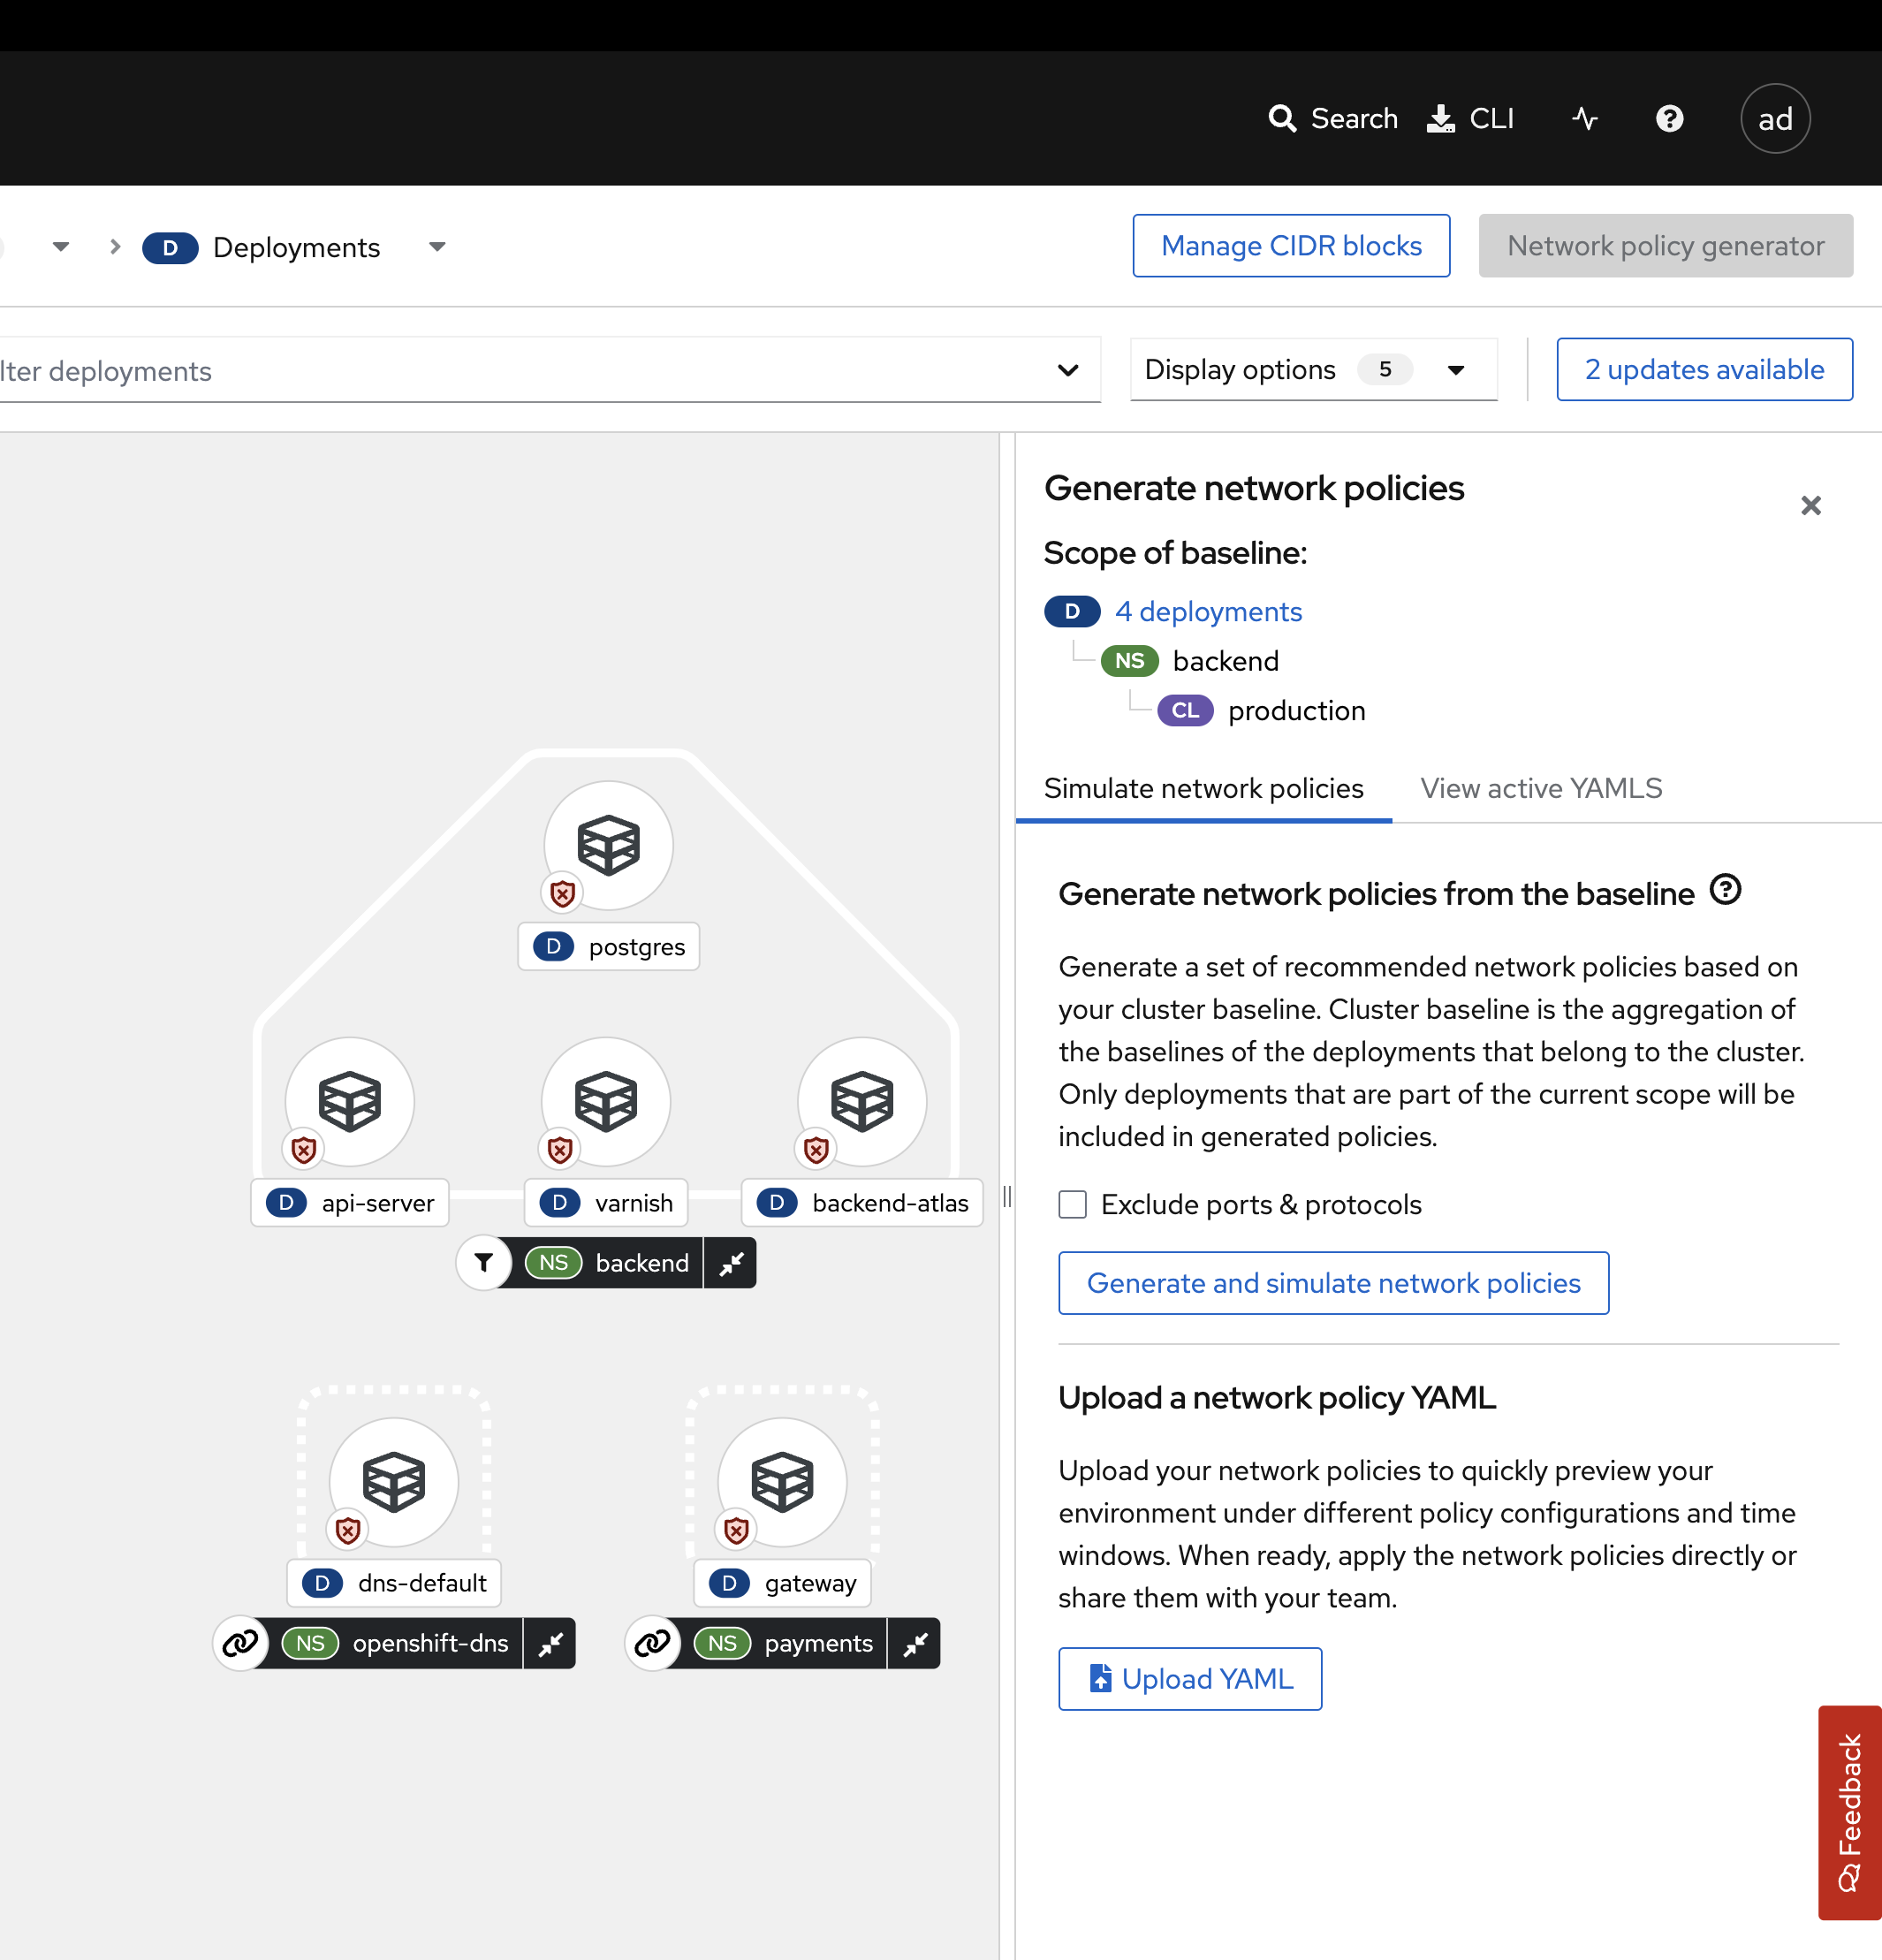 Search CLI ad
D Deployments Manage CIDR blocks Network policy generator
lter deployments Display options 5 2 updates available
Generate network policies
Scope of baseline:
D 4 deployments
NS backend
CL production
Simulate network policies View active YAMLS
Generate network policies from the baseline
Generate a set of recommended network policies based on
your cluster baseline. Cluster baseline is the aggregation of
the baselines of the deployments that belong to the cluster.
Only deployments that are part of the current scope will be
included in generated policies.
Exclude ports & protocols
Generate and simulate network policies
Upload a network policy YAML
Upload your network policies to quickly preview your
environment under different policy configurations and time
windows. When ready, apply the network policies directly or
share them with your team.
Upload YAML
D postgres
D api-server D varnish D backend-atlas
NS backend
D dns-default D gateway
NS openshift-dns NS payments
Feedback